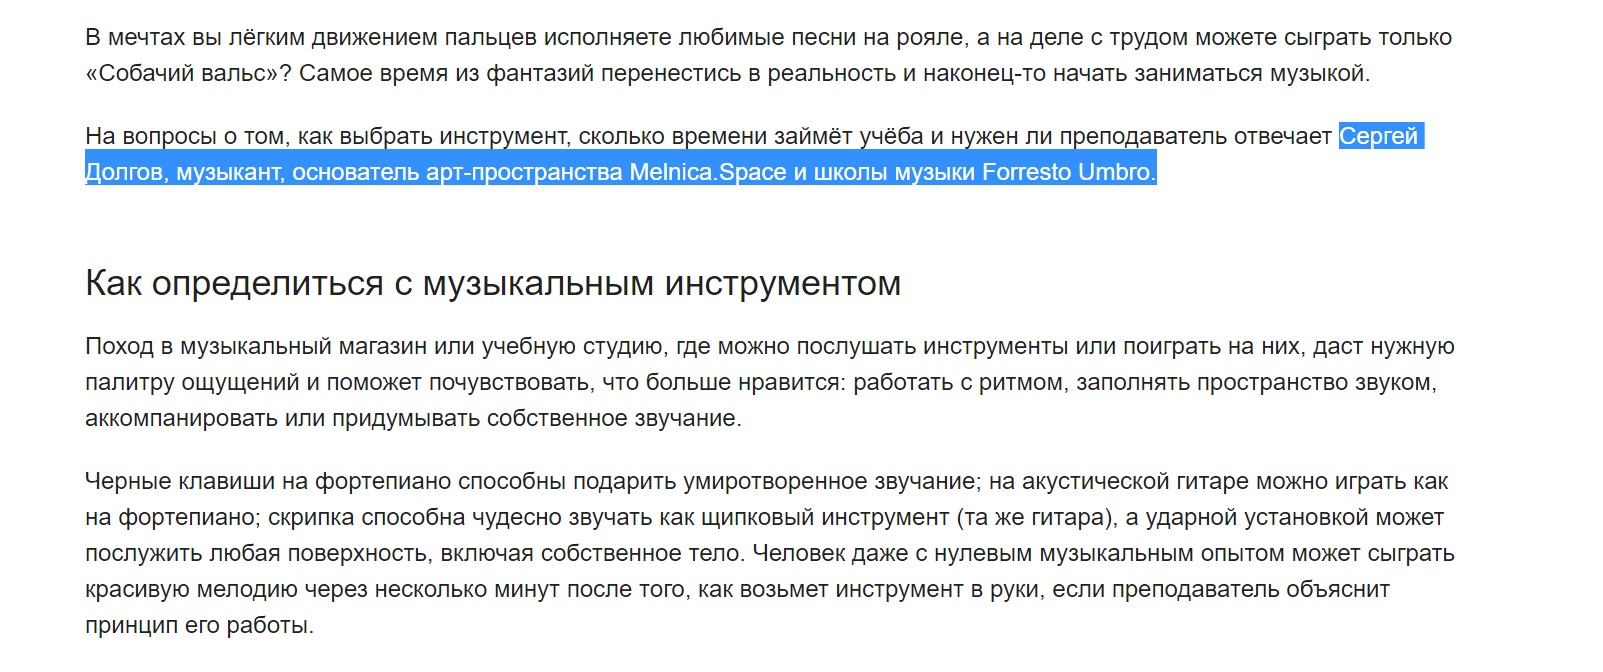 В мечтах вы лёгким движением пальцев исполняете любимые песни на рояле, а на деле с трудом можете сыграть только
«Собачий вальс»? Самое время из фантазий перенестись в реальность и наконец-то начать заниматься музыкой.
На вопросы о том, как выбрать инструмент, сколько времени займёт учёба и нужен ли преподаватель отвечает Сергей
Долгов, музыкант, основатель арт-пространства Melnica.Space и школы музыки Forresto Umbro.
Как определиться с музыкальным инструментом
Поход в музыкальный магазин или учебную студию, где можно послушать инструменты или поиграть на них, даст нужную
палитру ощущений и поможет почувствовать, что больше нравится: работать с ритмом, заполнять пространство звуком,
аккомпанировать или придумывать собственное звучание.
Черные клавиши на фортепиано способны подарить умиротворенное звучание; на акустической гитаре можно играть как
на фортепиано; скрипка способна чудесно звучать как щипковый инструмент (та же гитара), а ударной установкой может
послужить любая поверхность, включая собственное тело. Человек даже с нулевым музыкальным опытом может сыграть
красивую мелодию через несколько минут после того, как возьмет инструмент в руки, если преподаватель объяснит
принцип его работы.